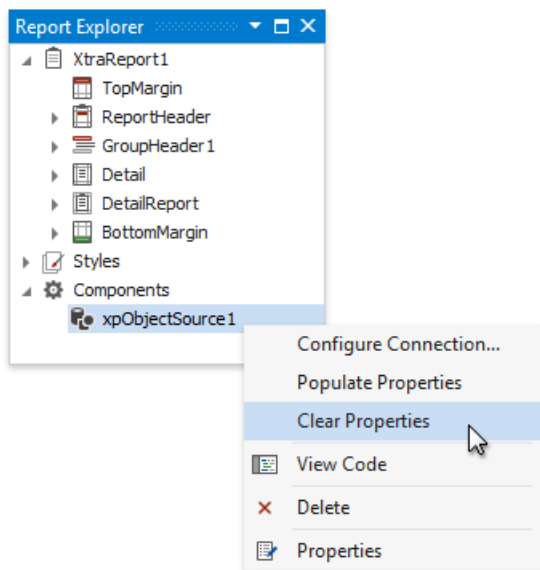 Report Explorer
XtraReport1
TopMargin
ReportHeader
GroupHeader1
Detail
DetailReport
BottomMargin
Styles
Components
xpObjectSource1
Configure Connection...
Populate Properties
Clear Properties
View Code
Delete
Properties